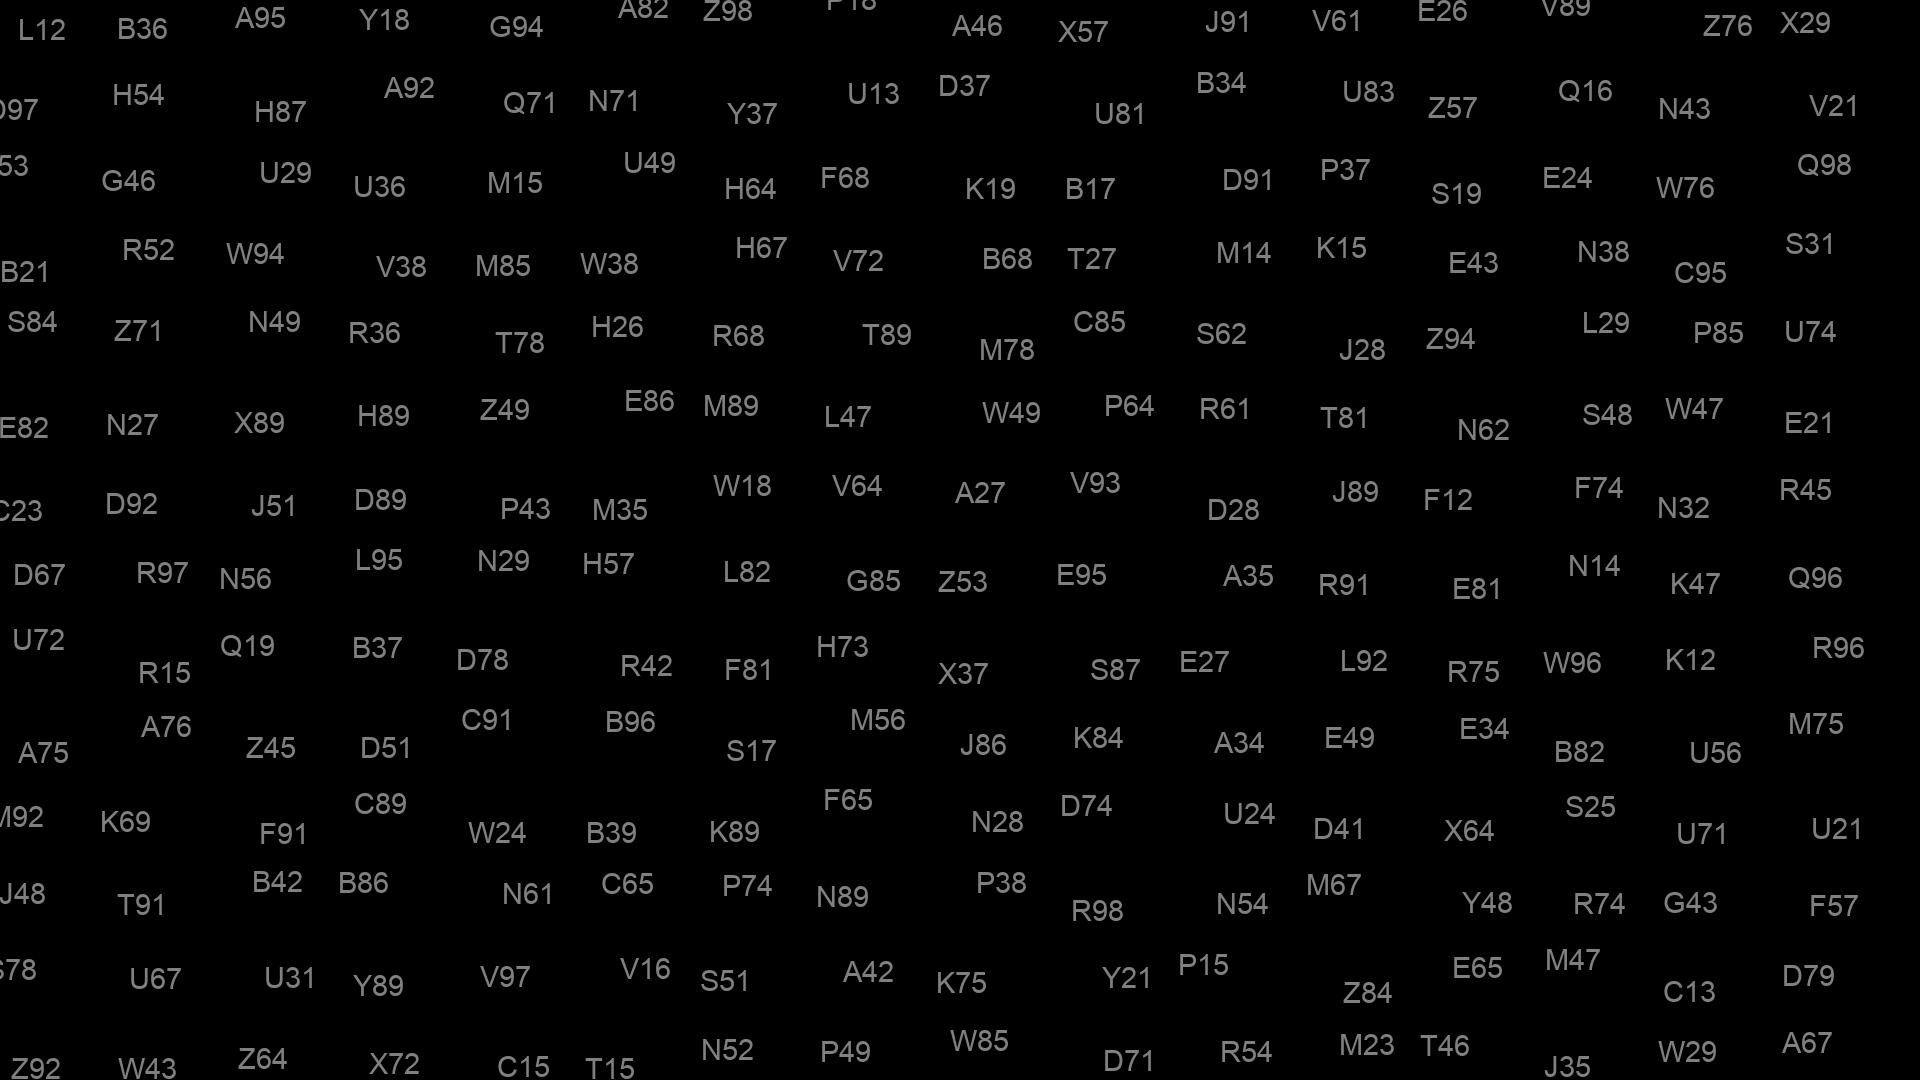 L12 B36 A95 Y18 G94 A82 Z98 P18 A46 X57 J91 V61 E26 V89 Z76 X29
H54 H87 A92 Q71 N71 Y37 U13 D37 U81 B34 U83 Z57 Q16 N43 V21
G46 U29 U36 M15 U49 H64 F68 K19 B17 D91 P37 S19 E24 W76 Q98
B21 R52 W94 V38 M85 W38 H67 V72 B68 T27 M14 K15 E43 N38 C95 S31
S84 Z71 N49 R36 T78 H26 R68 T89 M78 C85 S62 J28 Z94 L29 P85 U74
E82 N27 X89 H89 Z49 E86 M89 L47 W49 P64 R61 T81 N62 S48 W47 E21
C23 D92 J51 D89 P43 M35 W18 V64 A27 V93 D28 J89 F12 F74 N32 R45
D67 R97 N56 L95 N29 H57 L82 G85 Z53 E95 A35 R91 E81 N14 K47 Q96
U72 R15 Q19 B37 D78 R42 F81 H73 X37 S87 E27 L92 R75 W96 K12 R96
A75 A76 Z45 D51 C91 B96 S17 M56 J86 K84 A34 E49 E34 B82 U56 M75
M92 K69 F91 C89 W24 B39 K89 F65 N28 D74 U24 D41 X64 S25 U71 U21
J48 T91 B42 B86 N61 C65 P74 N89 P38 R98 N54 M67 Y48 R74 G43 F57
S78 U67 U31 Y89 V97 V16 S51 A42 K75 Y21 P15 Z84 E65 M47 C13 D79
Z92 W43 Z64 X72 C15 T15 N52 P49 W85 D71 R54 M23 T46 J35 W29 A67